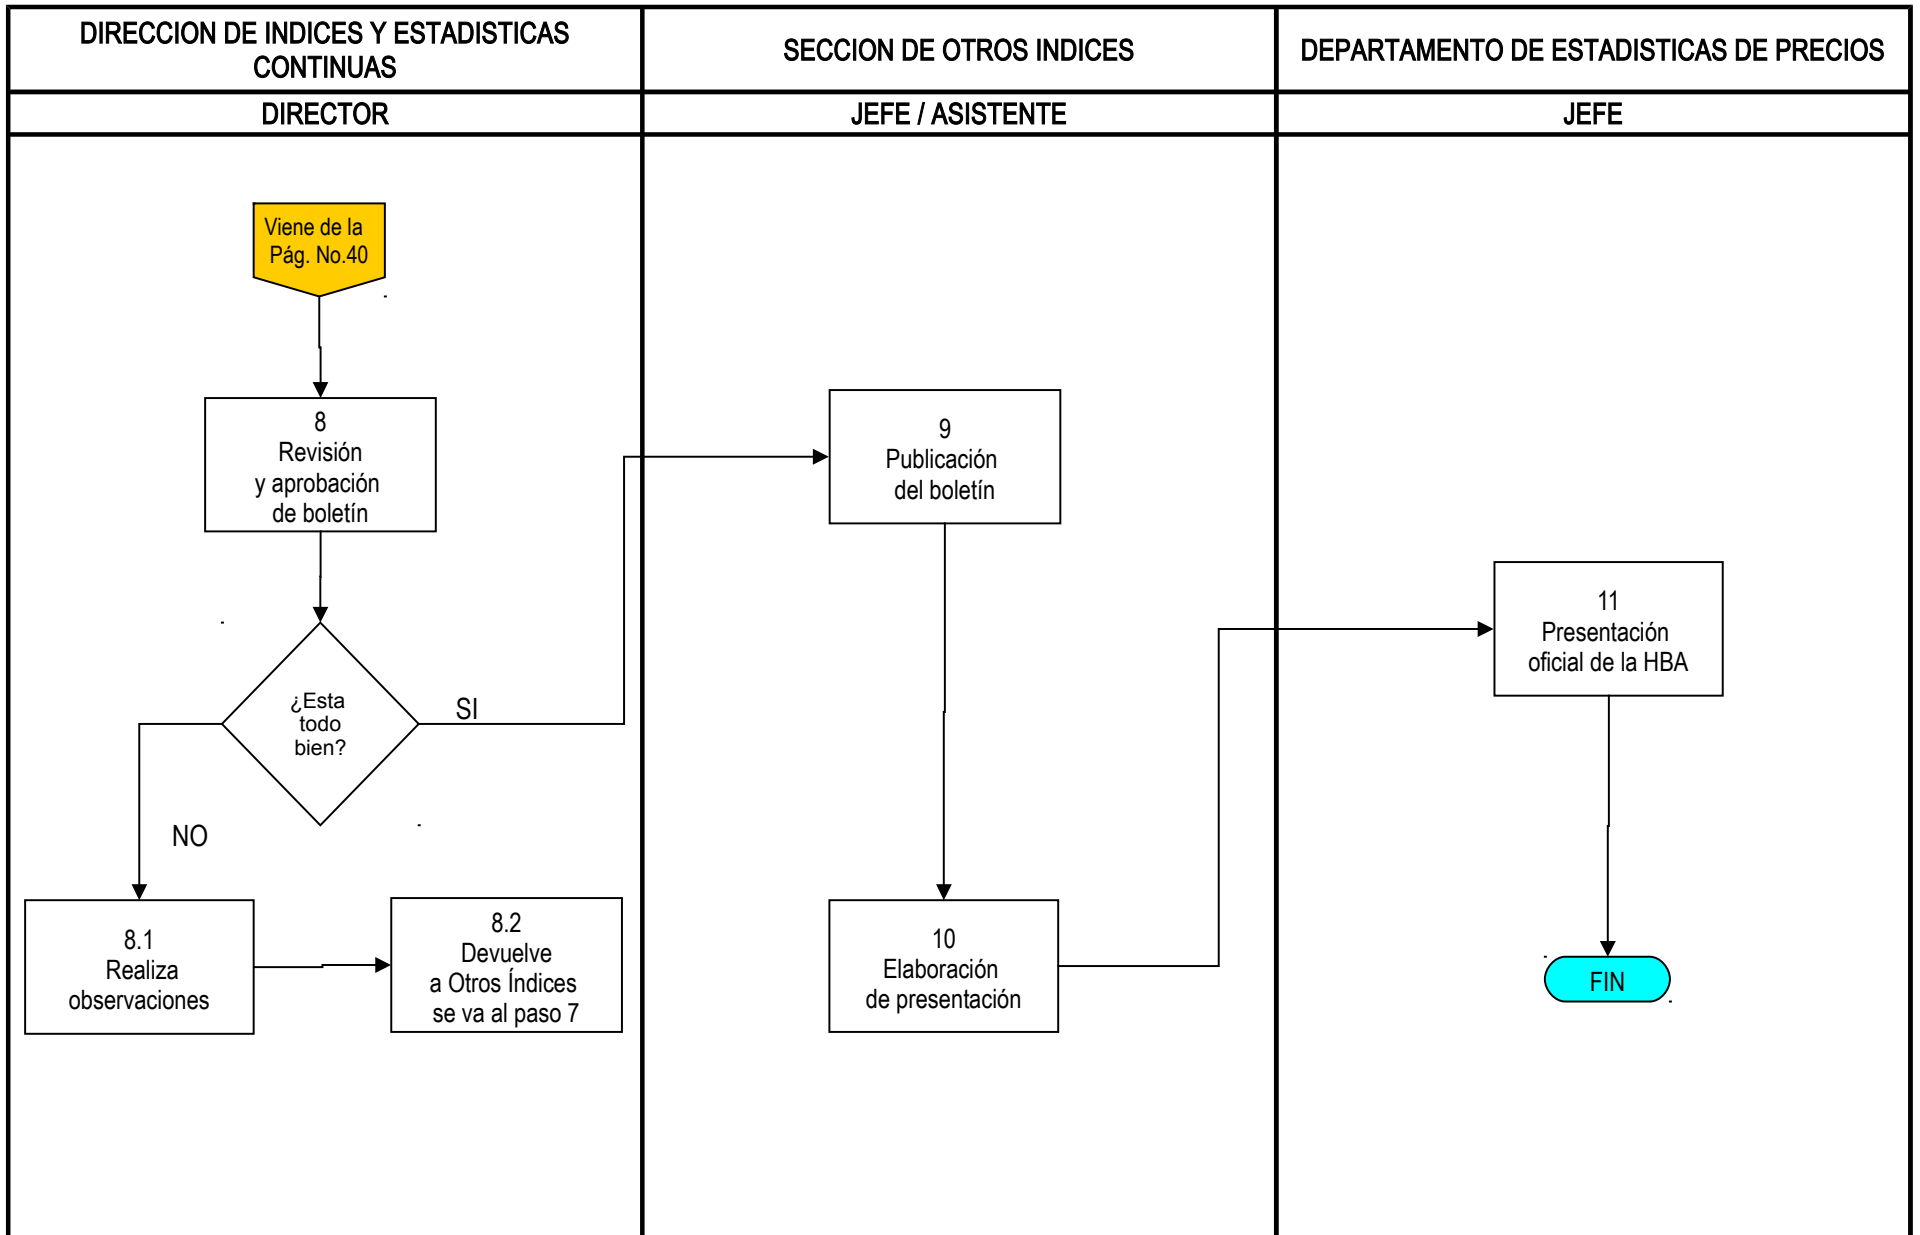 DIRECCION DE INDICES Y ESTADISTICAS
CONTINUAS
SECCION DE OTROS INDICES
DEPARTAMENTO DE ESTADISTICAS DE PRECIOS
DIRECTOR
JEFE / ASISTENTE
JEFE
Viene de la
Pág. No.40
8
Revisión
y aprobación
de boletín
¿Esta
todo
bien?
SI
NO
8.1
Realiza
observaciones
8.2
Devuelve
a Otros Índices
se va al paso 7
9
Publicación
del boletín
10
Elaboración
de presentación
11
Presentación
oficial de la HBA
FIN